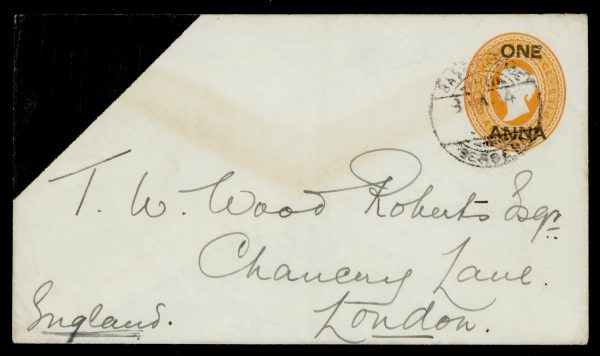 ONE
ANNA
T. W. Wood Roberts Esqr
Chancery Lane.
London.
England.